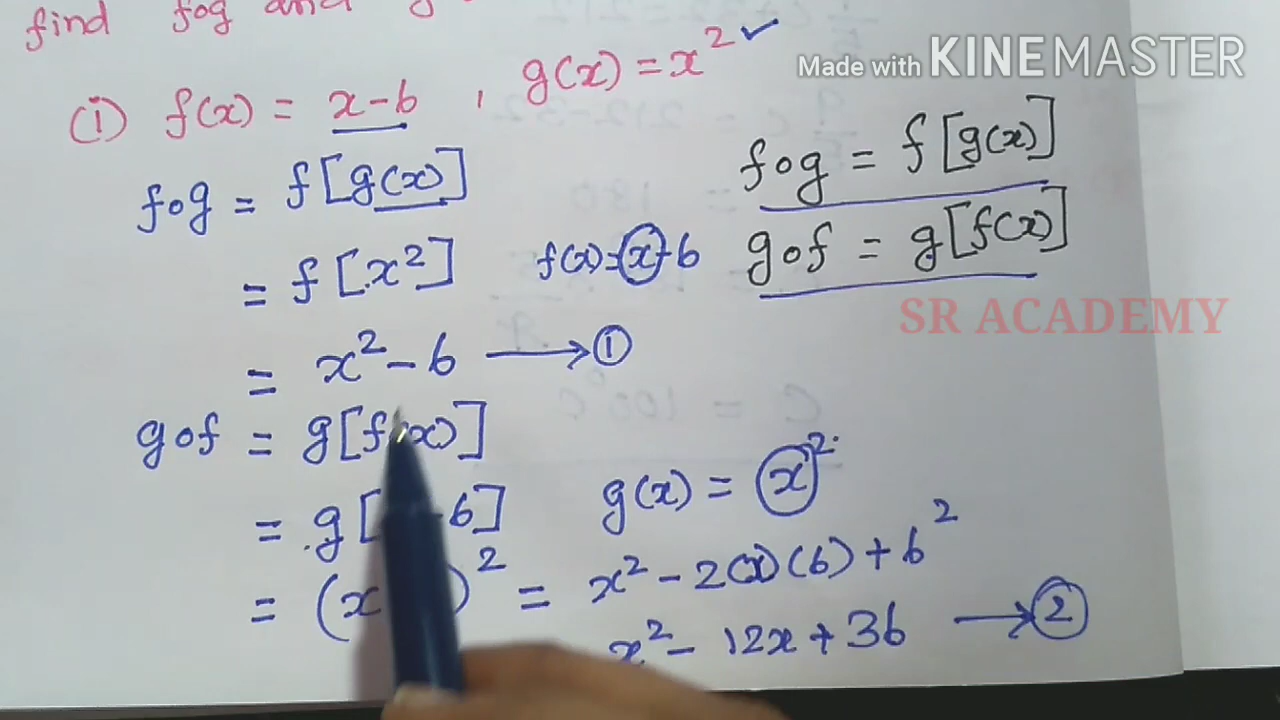 find fog and g
(i) f(x) = x-6 , g(x) = x²✓
fog = f[g(x)]
= f[x²] f(x)=x-6
= x²-6 → ①
gof = g[f(x)]
= g[ -6] g(x) = x²
= (x )² = x² - 2(x)(6) + 6²
x² - 12x + 36 → ②
fog = f[g(x)]
gof = g[f(x)]
Made with KINEMASTER
SR ACADEMY